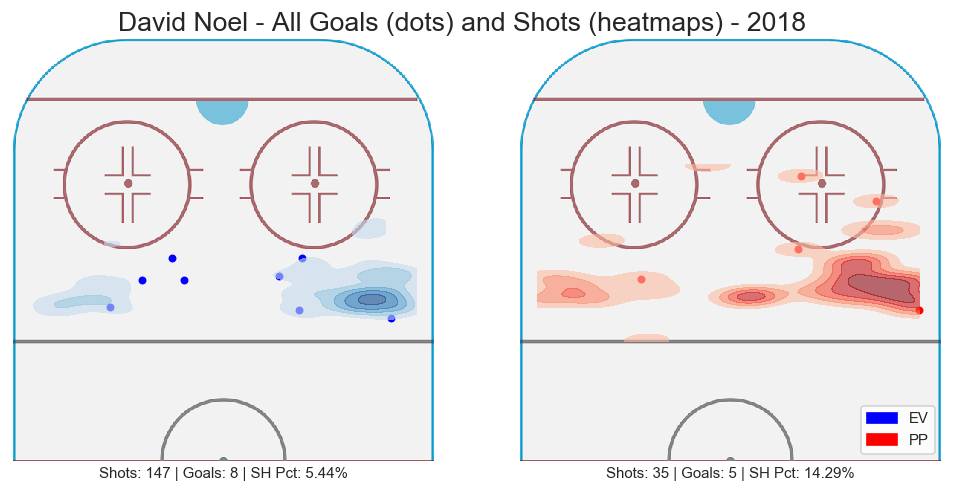 David Noel - All Goals (dots) and Shots (heatmaps) - 2018
EV
PP
Shots: 147 | Goals: 8 | SH Pct: 5.44%
Shots: 35 | Goals: 5 | SH Pct: 14.29%